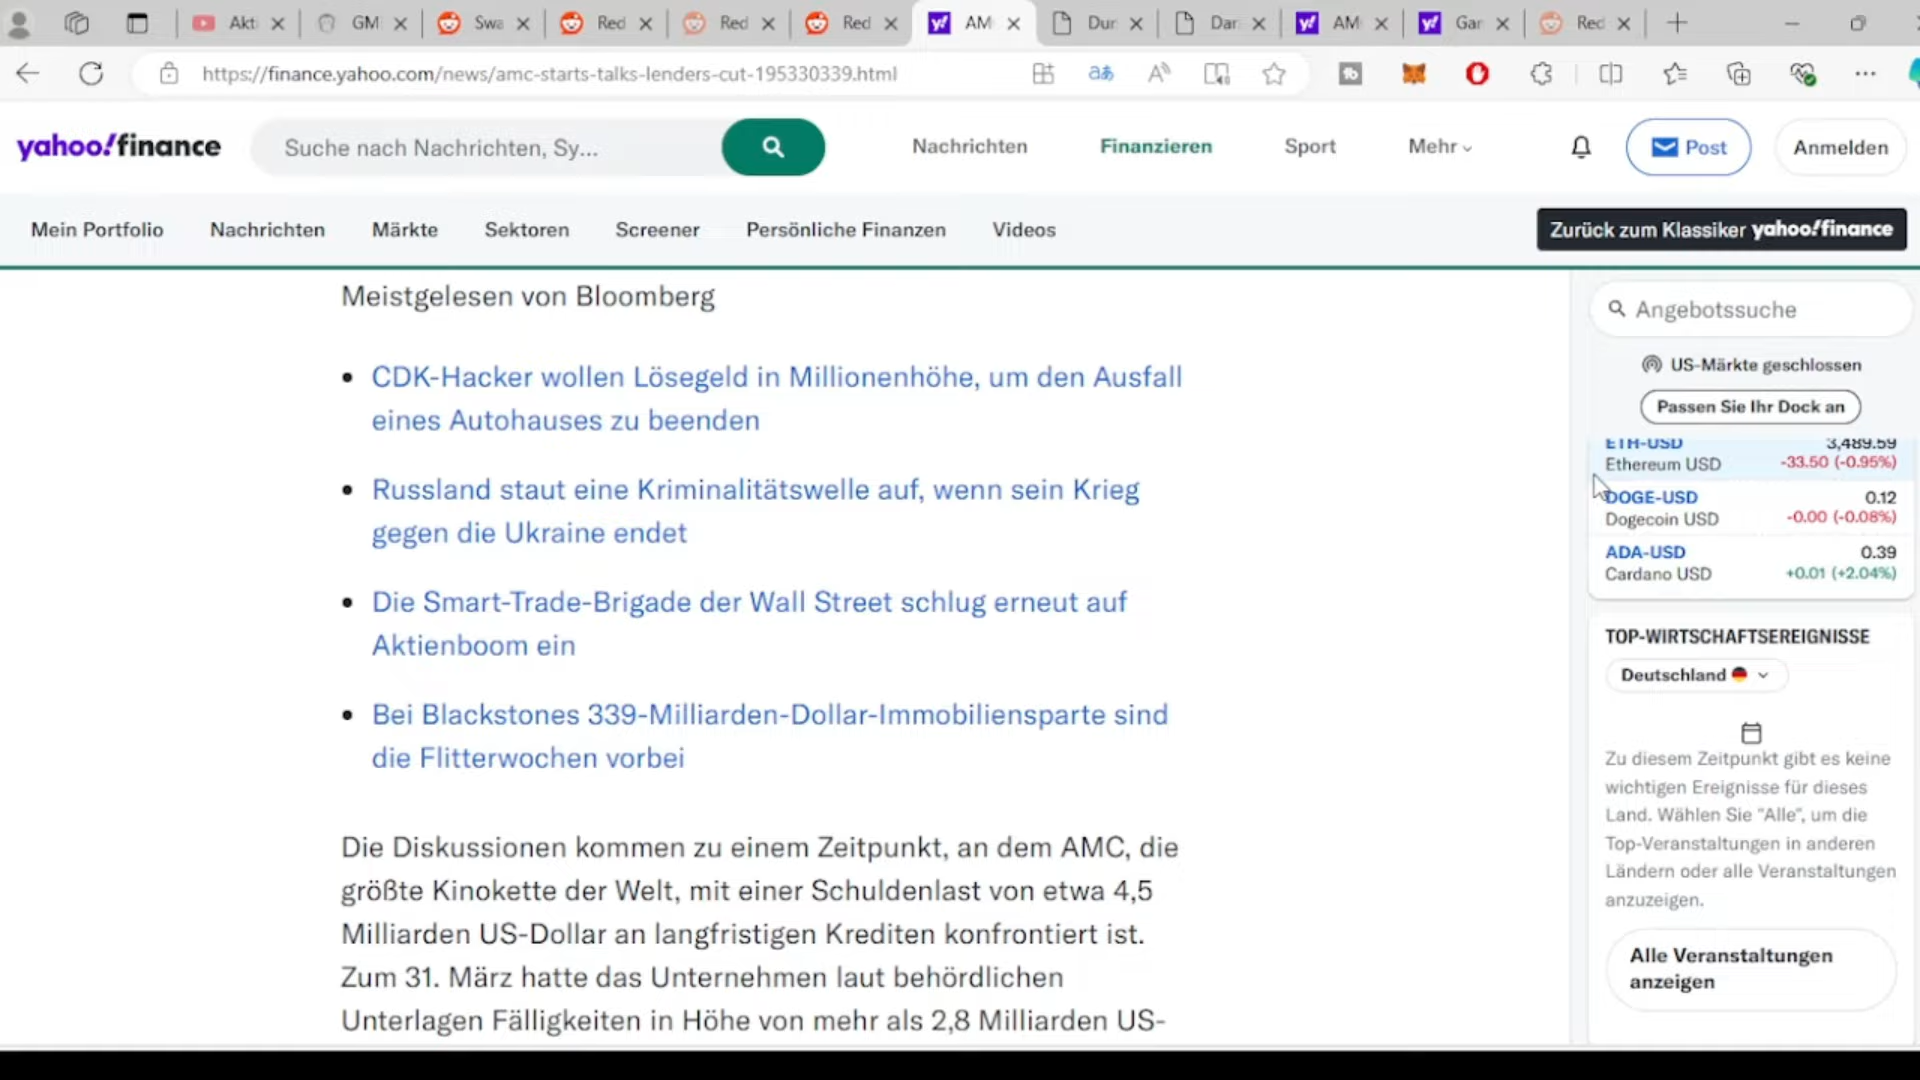 Akt
GM
Swa
Red
Red
Red
AM
Dur
Dar
AM
Gar
Red
https://finance.yahoo.com/news/amc-starts-talks-lenders-cut-195330339.html
yahoo!finance
Suche nach Nachrichten, Sy...
Nachrichten
Finanzieren
Sport
Mehr
Post
Anmelden
Mein Portfolio
Nachrichten
Märkte
Sektoren
Screener
Persönliche Finanzen
Videos
Zurück zum Klassiker yahoo!finance
Meistgelesen von Bloomberg
CDK-Hacker wollen Lösegeld in Millionenhöhe, um den Ausfall
eines Autohauses zu beenden
Russland staut eine Kriminalitätswelle auf, wenn sein Krieg
gegen die Ukraine endet
Die Smart-Trade-Brigade der Wall Street schlug erneut auf
Aktienboom ein
Bei Blackstones 339-Milliarden-Dollar-Immobiliensparte sind
die Flitterwochen vorbei
Die Diskussionen kommen zu einem Zeitpunkt, an dem AMC, die
größte Kinokette der Welt, mit einer Schuldenlast von etwa 4,5
Milliarden US-Dollar an langfristigen Krediten konfrontiert ist.
Zum 31. März hatte das Unternehmen laut behördlichen
Unterlagen Fälligkeiten in Höhe von mehr als 2,8 Milliarden US-
Angebotssuche
US-Märkte geschlossen
Passen Sie Ihr Dock an
ETH-USD 3,489.59
Ethereum USD -33.50 (-0.95%)
DOGE-USD 0.12
Dogecoin USD -0.00 (-0.08%)
ADA-USD 0.39
Cardano USD +0.01 (+2.04%)
TOP-WIRTSCHAFTSEREIGNISSE
Deutschland
Zu diesem Zeitpunkt gibt es keine
wichtigen Ereignisse für dieses
Land. Wählen Sie "Alle", um die
Top-Veranstaltungen in anderen
Ländern oder alle Veranstaltungen
anzuzeigen.
Alle Veranstaltungen
anzeigen